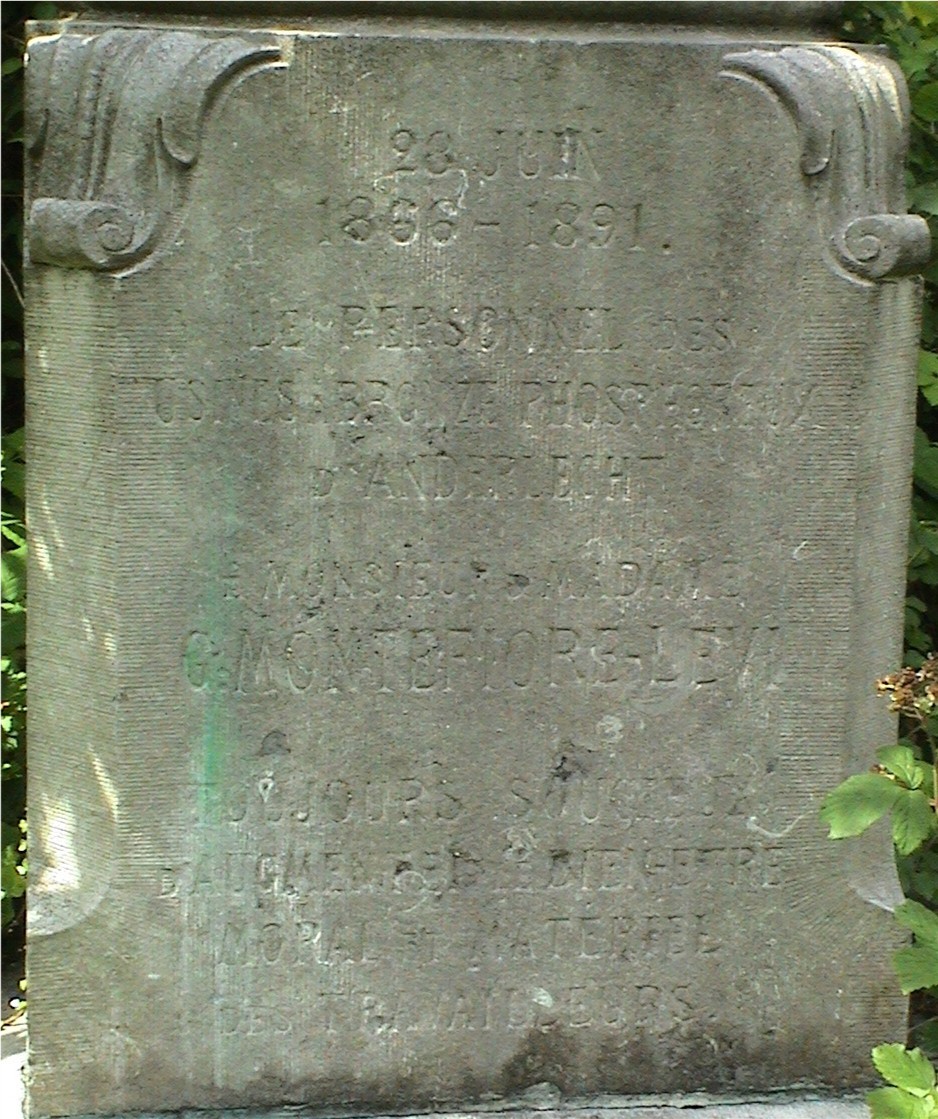 28 JUIN
1866 - 1891.
LE PERSONNEL DES
USINES A BRONZE PHOSPHOREUX
D'ANDERLECHT
A MONSIEUR & MADAME
G. MONTEFIORE-LEVI
TOUJOURS SOUCIEUX
D'AUGMENTER LE BIEN-ETRE
MORAL ET MATERIEL
DES TRAVAILLEURS.